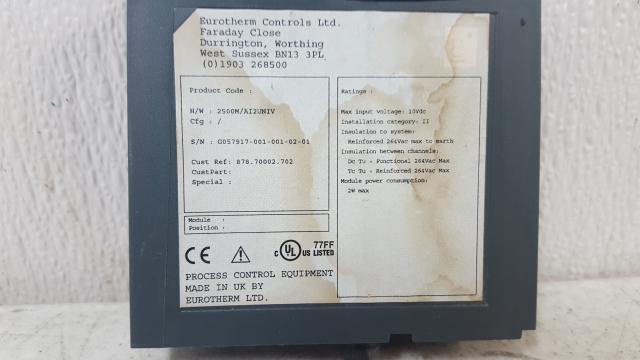 Eurotherm Controls Ltd.
Faraday Close
Durrington, Worthing
West Sussex BN13 3PL
(0)1903 268500
Product Code :
H/W : 2500M/AI2UNIV
Cfg : /
S/N : G057917-001-001-02-01
Cust Ref: 878.70002.702
CustPart:
Special :
Module :
Position :
Ratings :
Max input voltage: 10Vdc
Installation category: II
Insulation to system:
Reinforced 264Vac max to earth
Insulation between channels:
Dc Tu - Functional 264Vac Max
Tc Tu - Reinforced 264Vac Max
Module power consumption:
2W max
CE
c UL US LISTED
77FF
PROCESS CONTROL EQUIPMENT
MADE IN UK BY
EUROTHERM LTD.